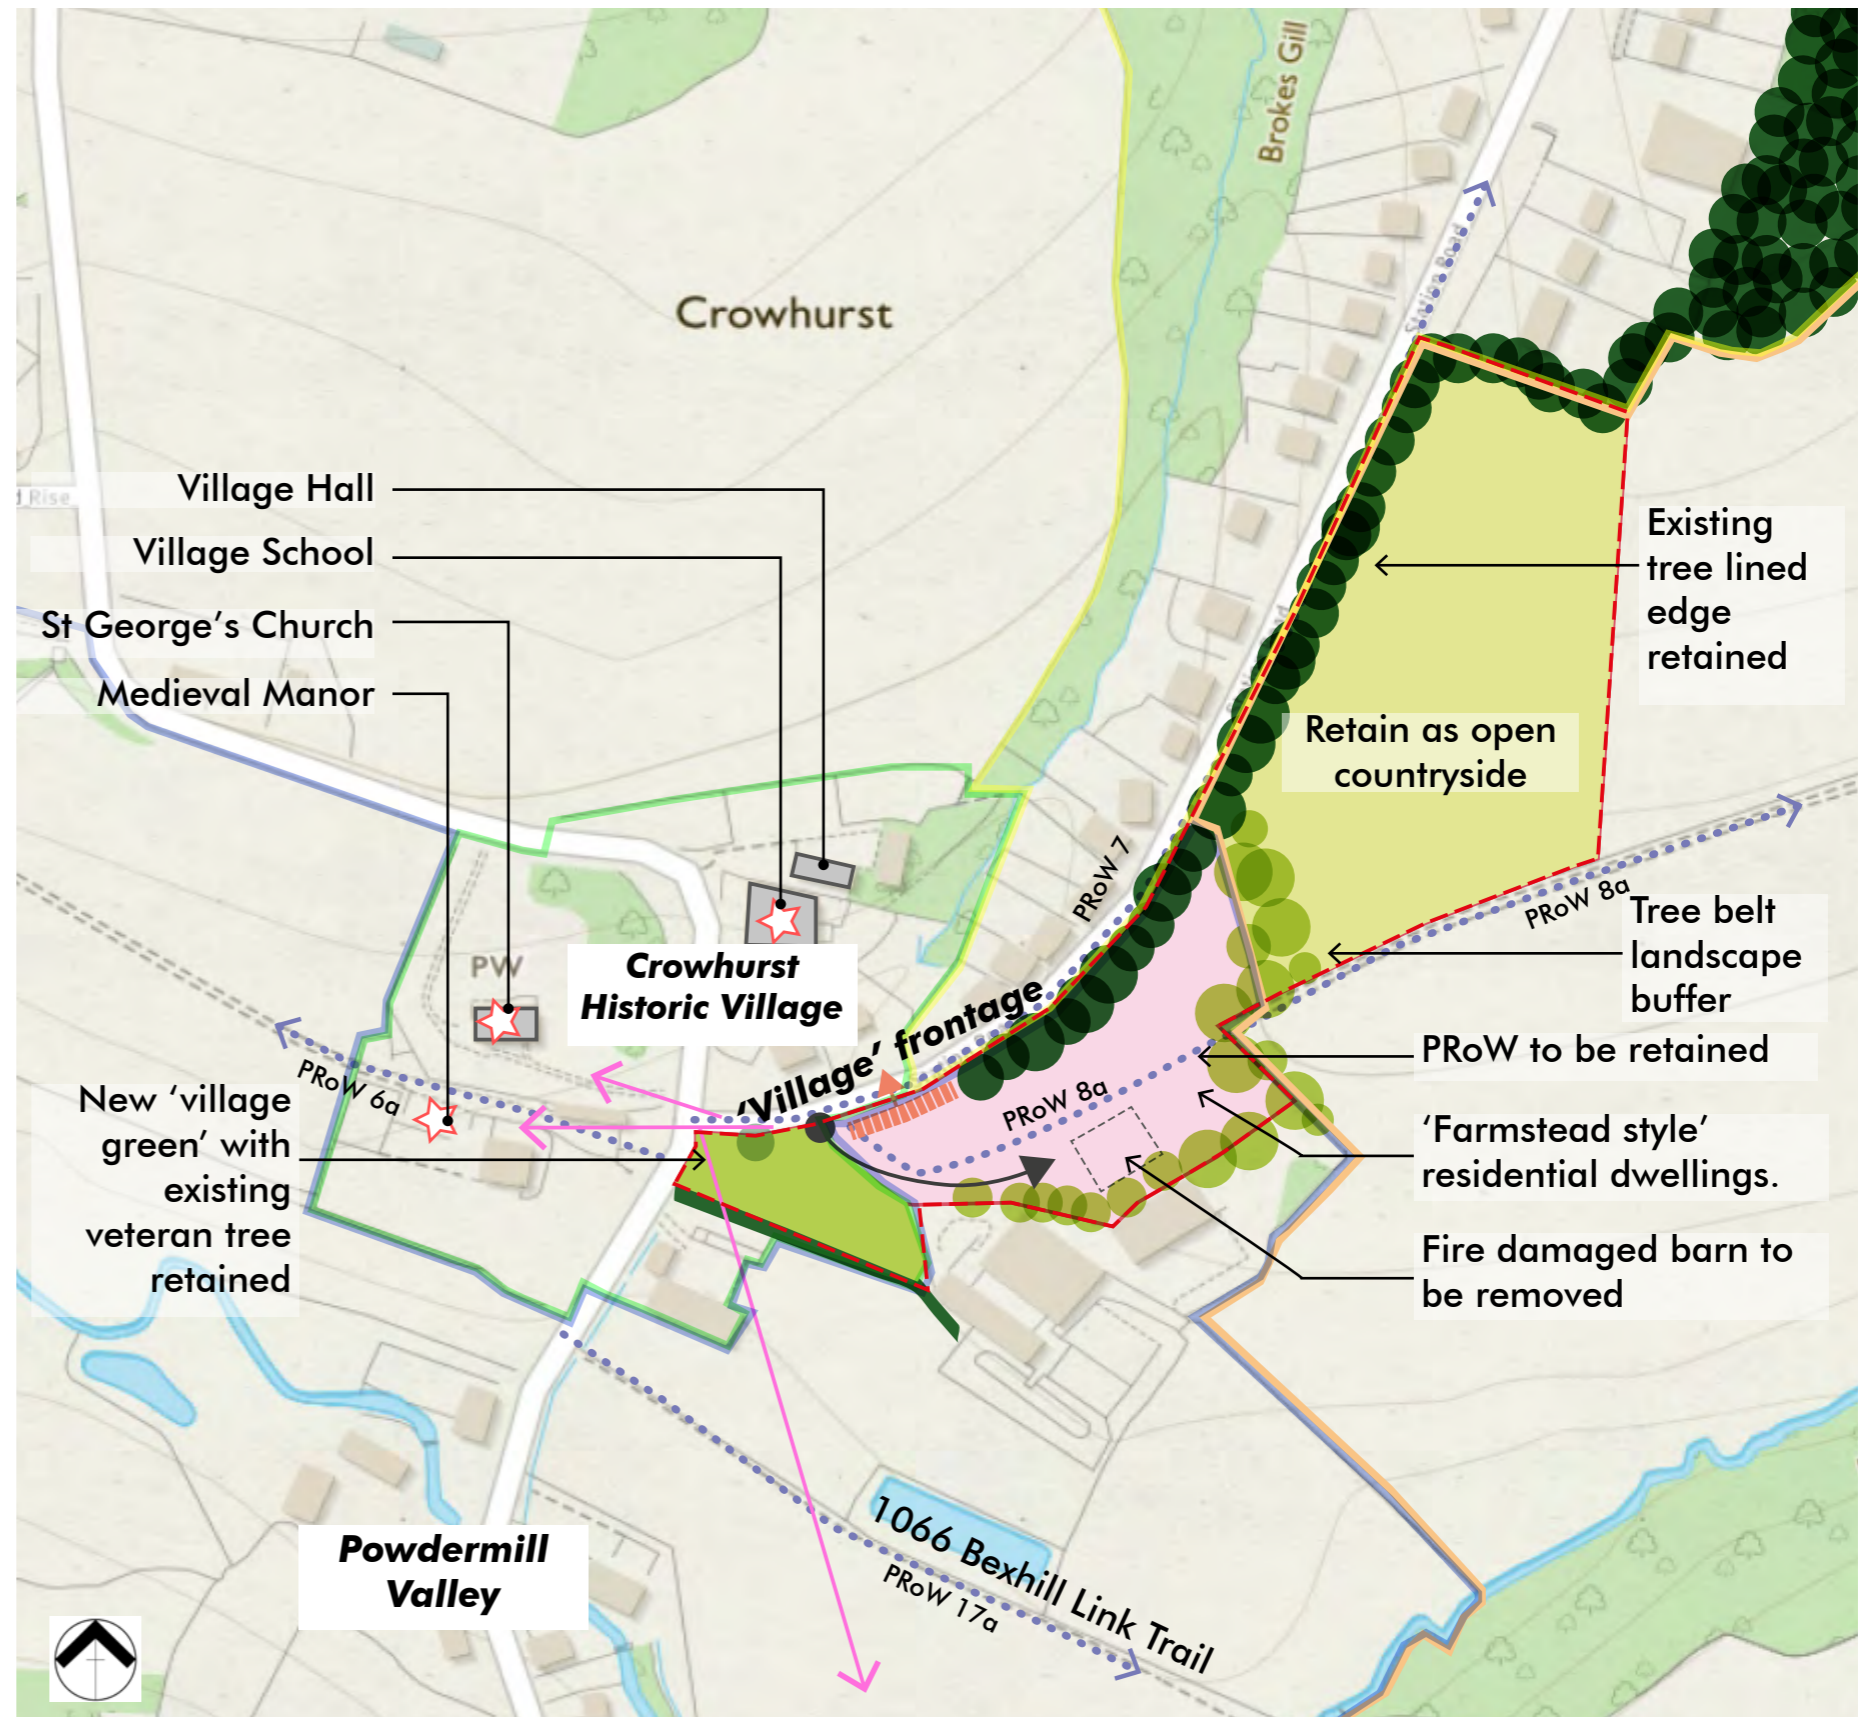 Brokes Gill
Crowhurst
Station Road
d Rise
Village Hall
Village School
St George's Church
Medieval Manor
Existing
tree lined
edge
retained
Retain as open
countryside
PRoW 7
PRoW 8a
Tree belt
landscape
buffer
PW
Crowhurst
Historic Village
'Village' frontage
PRoW to be retained
PRoW 6a
PRoW 8a
New 'village
green' with
existing
veteran tree
retained
'Farmstead style'
residential dwellings.
Fire damaged barn to
be removed
1066 Bexhill Link Trail
PRoW 17a
Powdermill
Valley